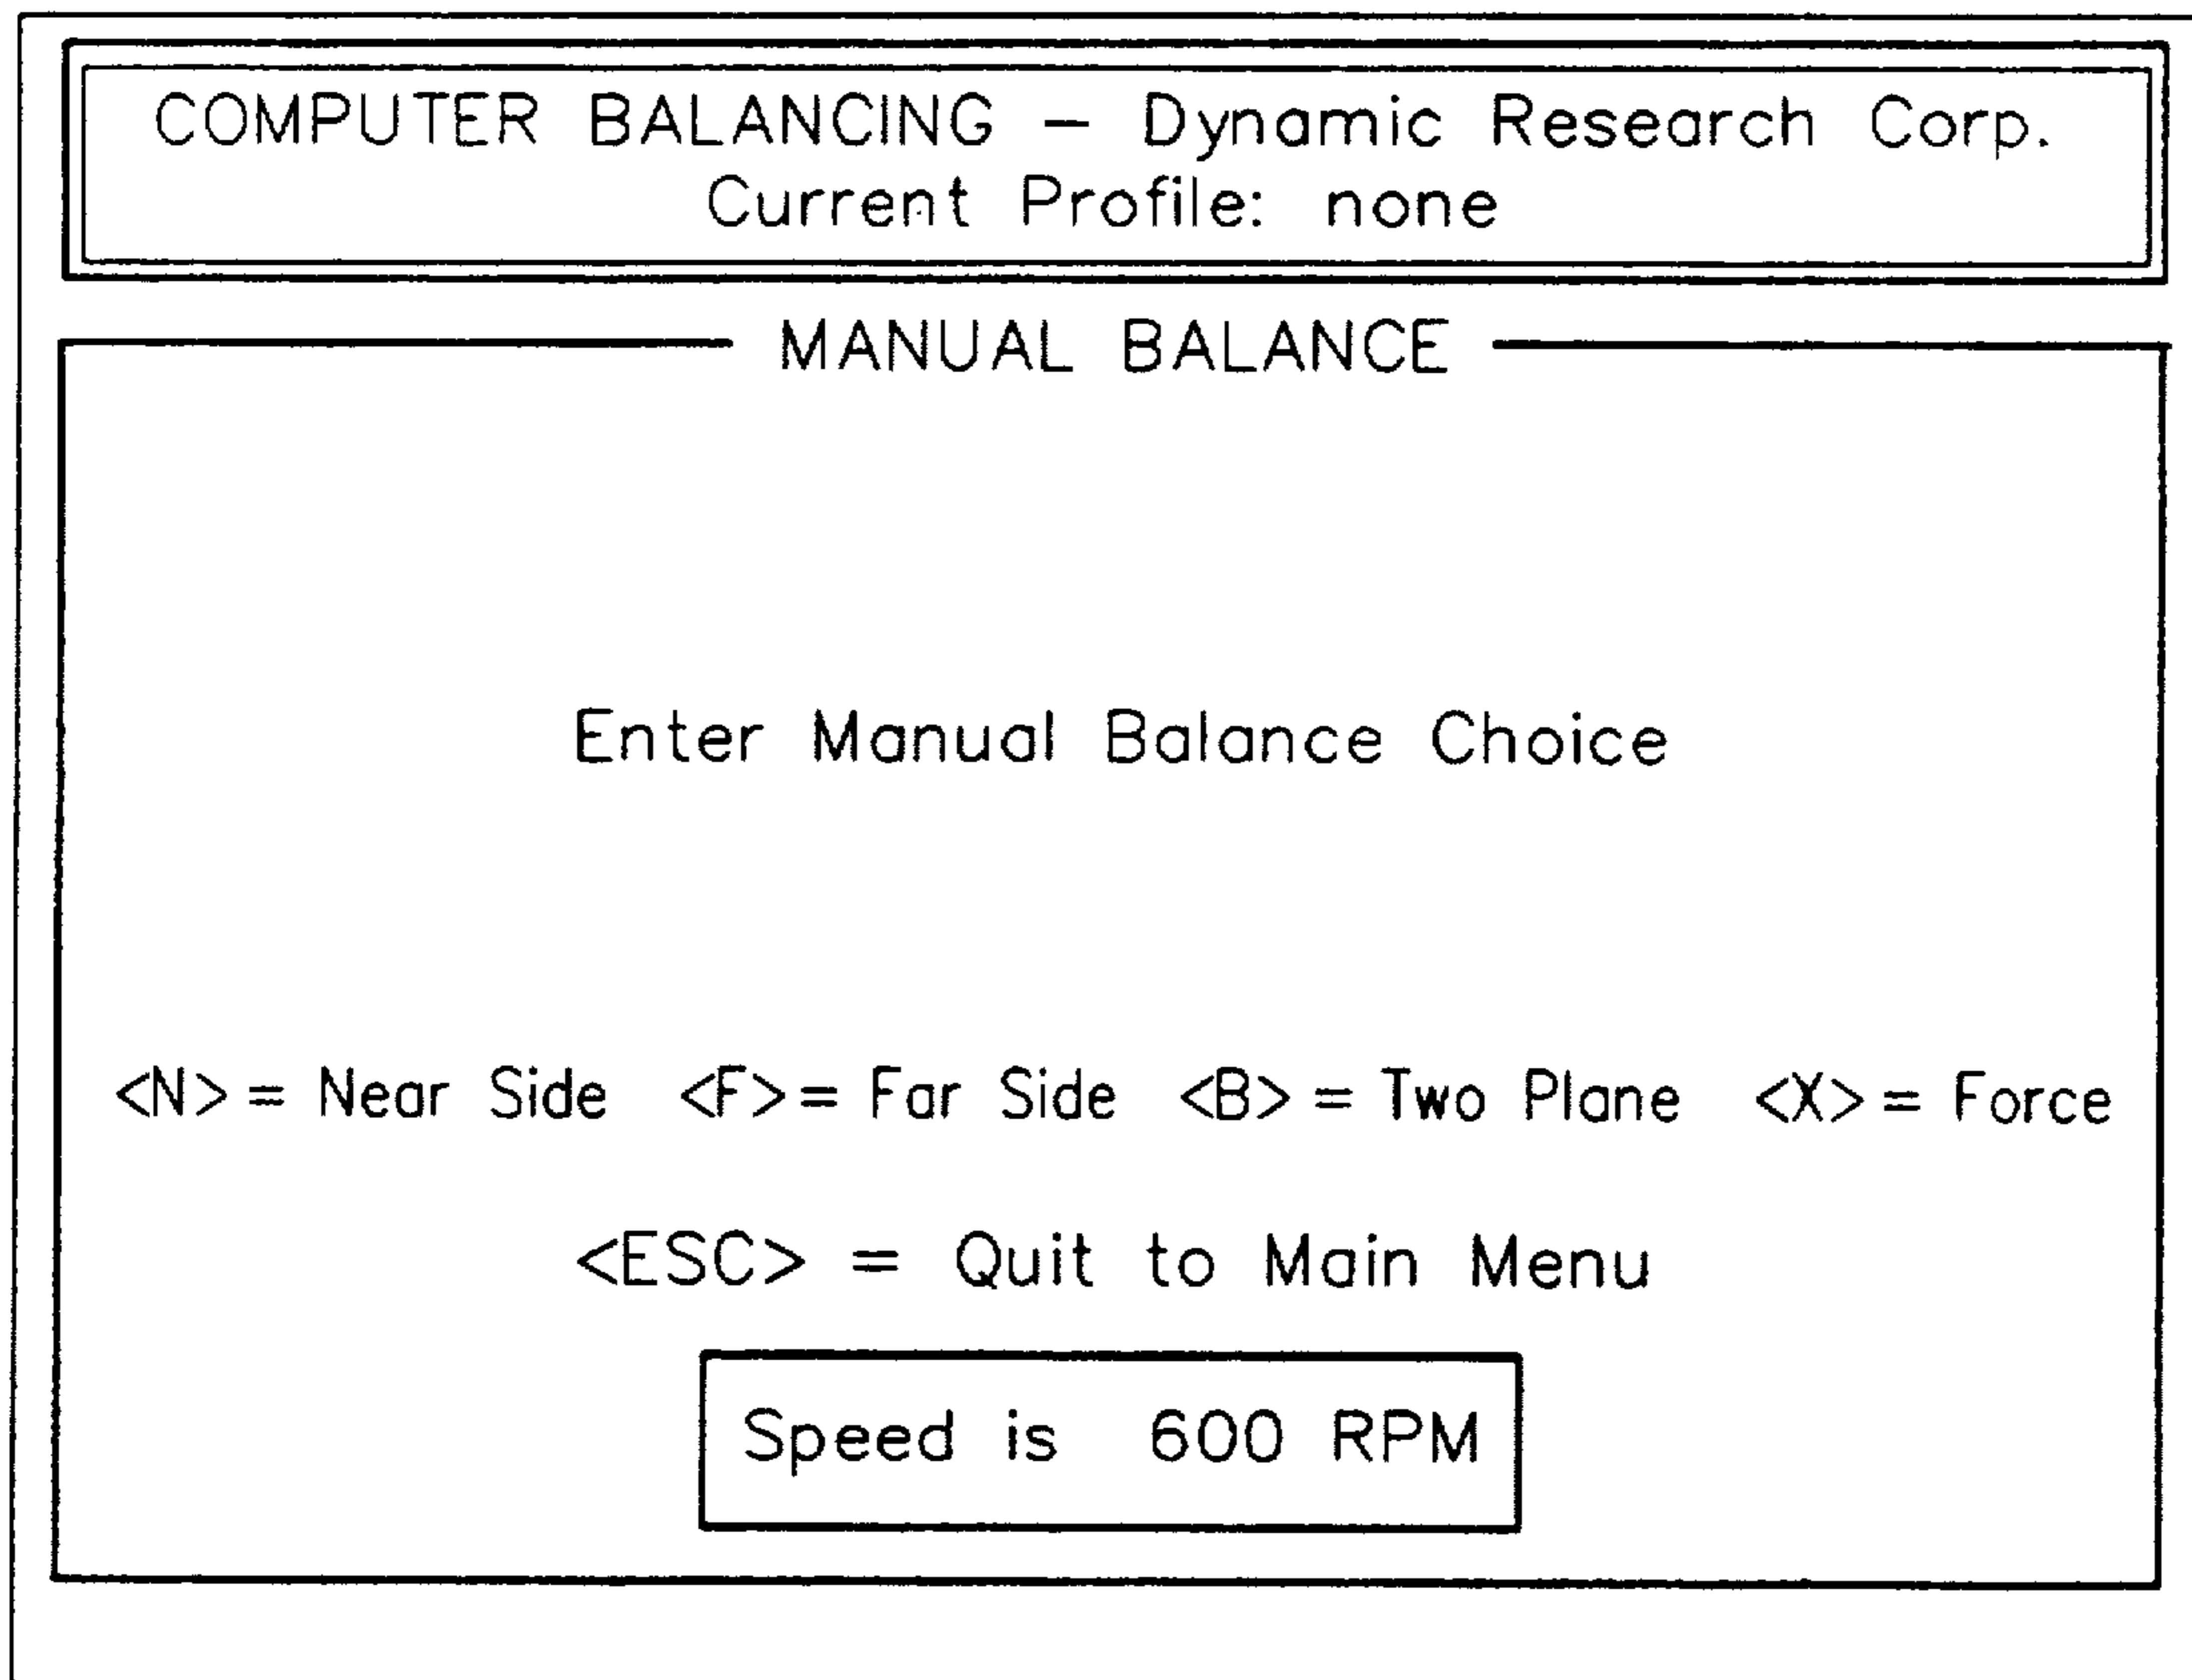 COMPUTER BALANCING – Dynamic Research Corp.
Current Profile: none
MANUAL BALANCE
Enter Manual Balance Choice
<N>= Near Side <F>= Far Side <B>= Two Plane <X>= Force
<ESC> = Quit to Main Menu
Speed is 600 RPM